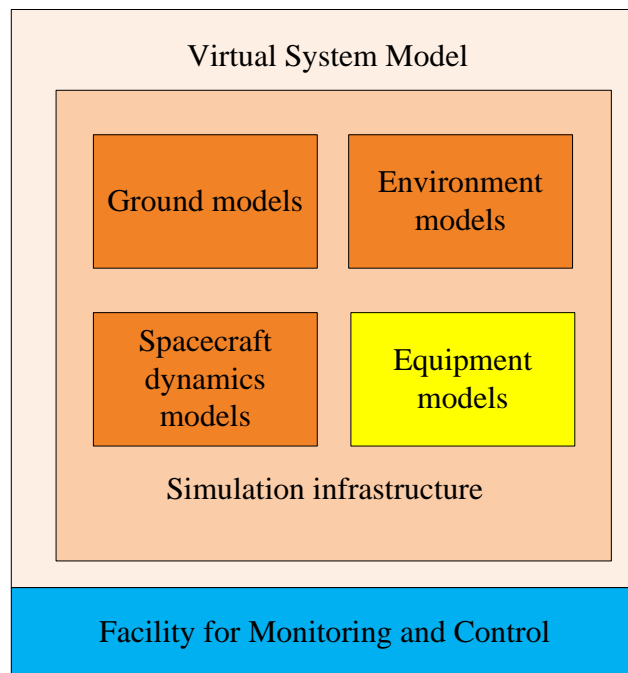 Virtual System Model
Ground models
Environment
models
Spacecraft
dynamics
models
Equipment
models
Simulation infrastructure
Facility for Monitoring and Control